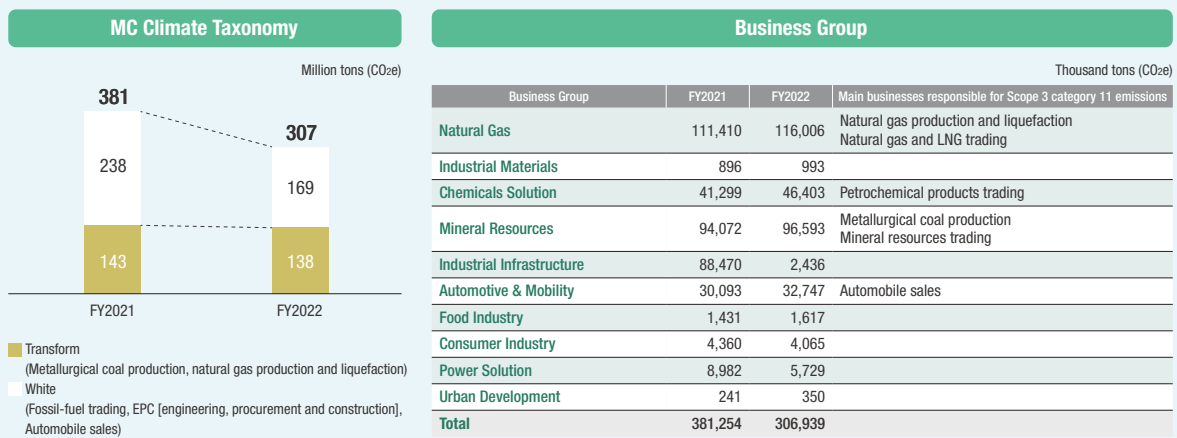 MC Climate Taxonomy
Million tons (CO2e)
381
307
238
169
143
138
FY2021 FY2022
Transform
(Metallurgical coal production, natural gas production and liquefaction)
White
(Fossil-fuel trading, EPC [engineering, procurement and construction],
Automobile sales)
Business Group
Thousand tons (CO2e)
Business Group FY2021 FY2022 Main businesses responsible for Scope 3 category 11 emissions
Natural Gas 111,410 116,006 Natural gas production and liquefaction
Natural gas and LNG trading
Industrial Materials 896 993
Chemicals Solution 41,299 46,403 Petrochemical products trading
Mineral Resources 94,072 96,593 Metallurgical coal production
Mineral resources trading
Industrial Infrastructure 88,470 2,436
Automotive & Mobility 30,093 32,747 Automobile sales
Food Industry 1,431 1,617
Consumer Industry 4,360 4,065
Power Solution 8,982 5,729
Urban Development 241 350
Total 381,254 306,939